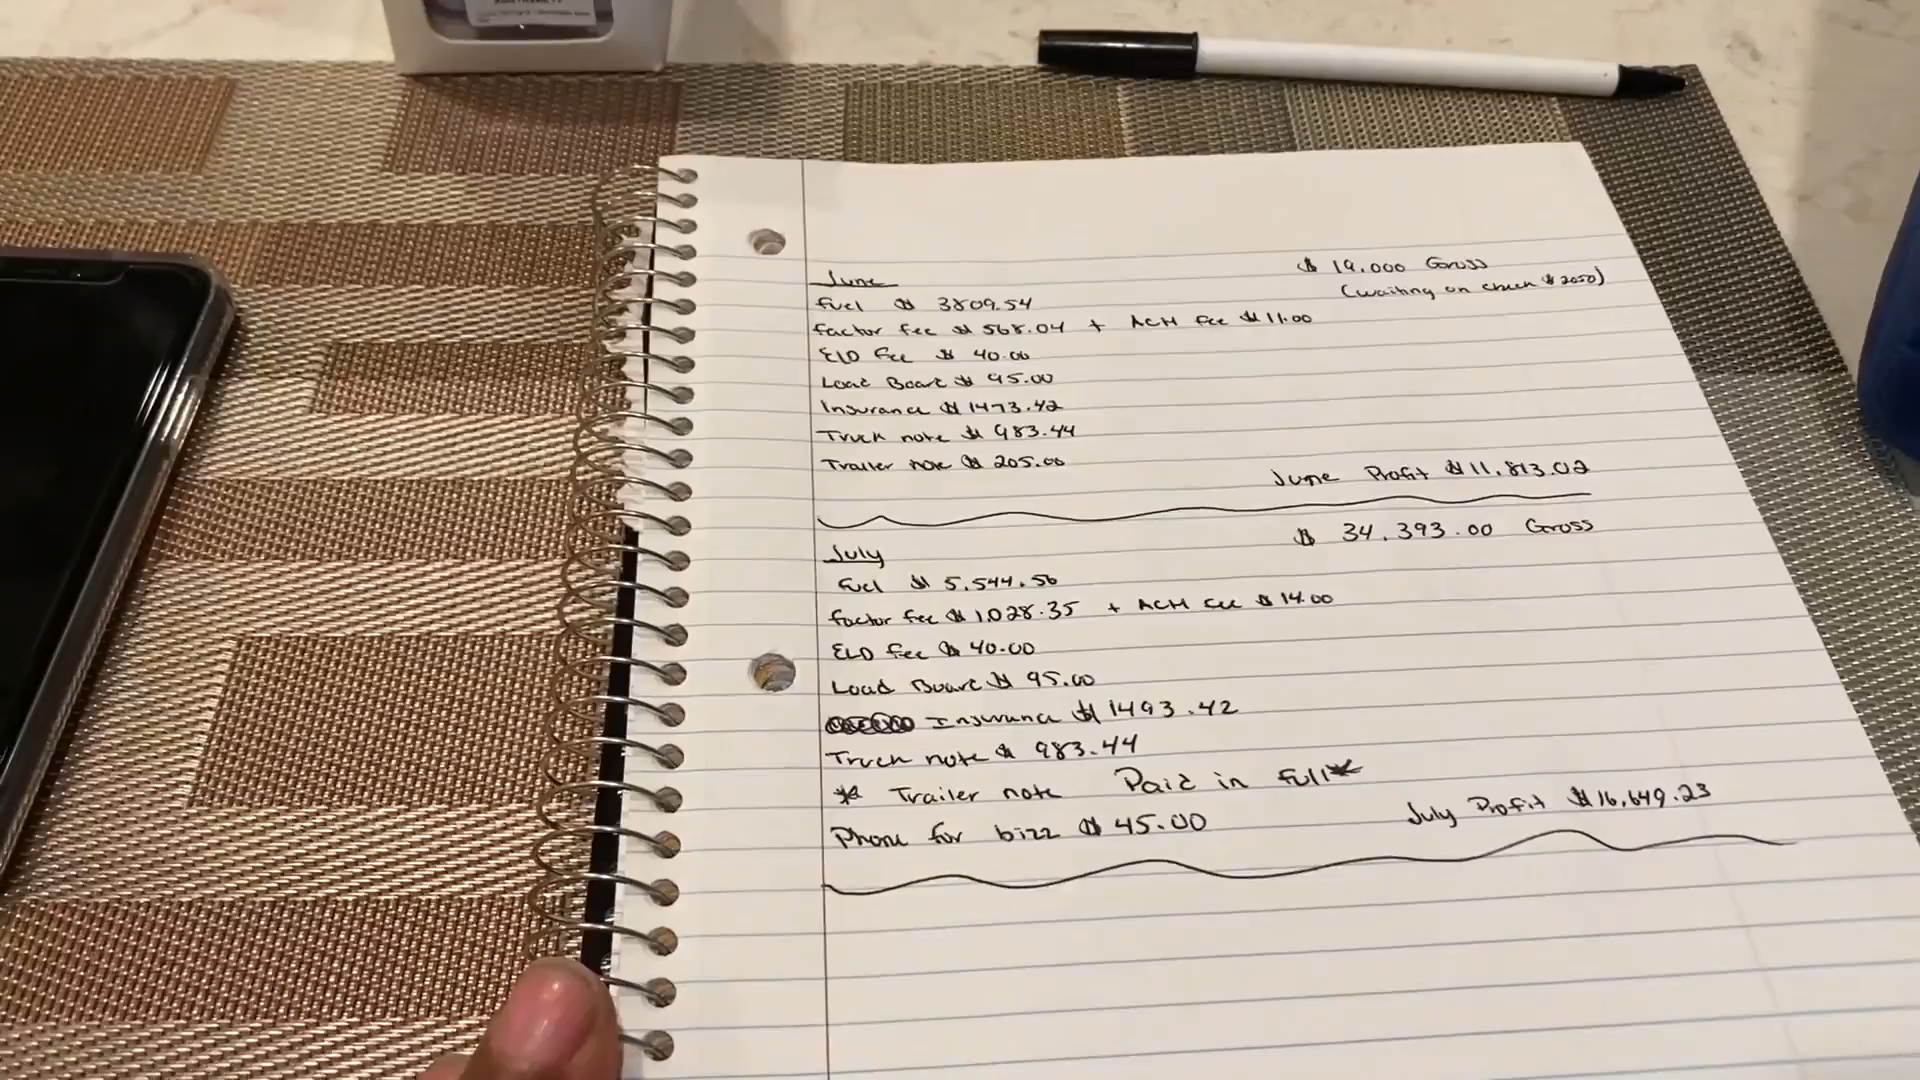 June
$ 19,000 Gross
(waiting on check $2050)
fuel $ 3809.54
factor fee $ 568.04 + ACH fee $11.00
ELD fee $ 40.00
Load Board $ 95.00
Insurance $1473.42
Truck note $ 983.44
Trailer note $ 205.00
June Profit $11,813.02
$ 34,393.00 Gross
July
fuel $ 5,544.56
factor fee $1,028.35 + ACH fee $14.00
ELD fee $ 40.00
Load Board $ 95.00
Insurance $1493.42
Truck note $ 983.44
* Trailer note Paid in full*
Phone for bizz $ 45.00
July Profit $16,649.23